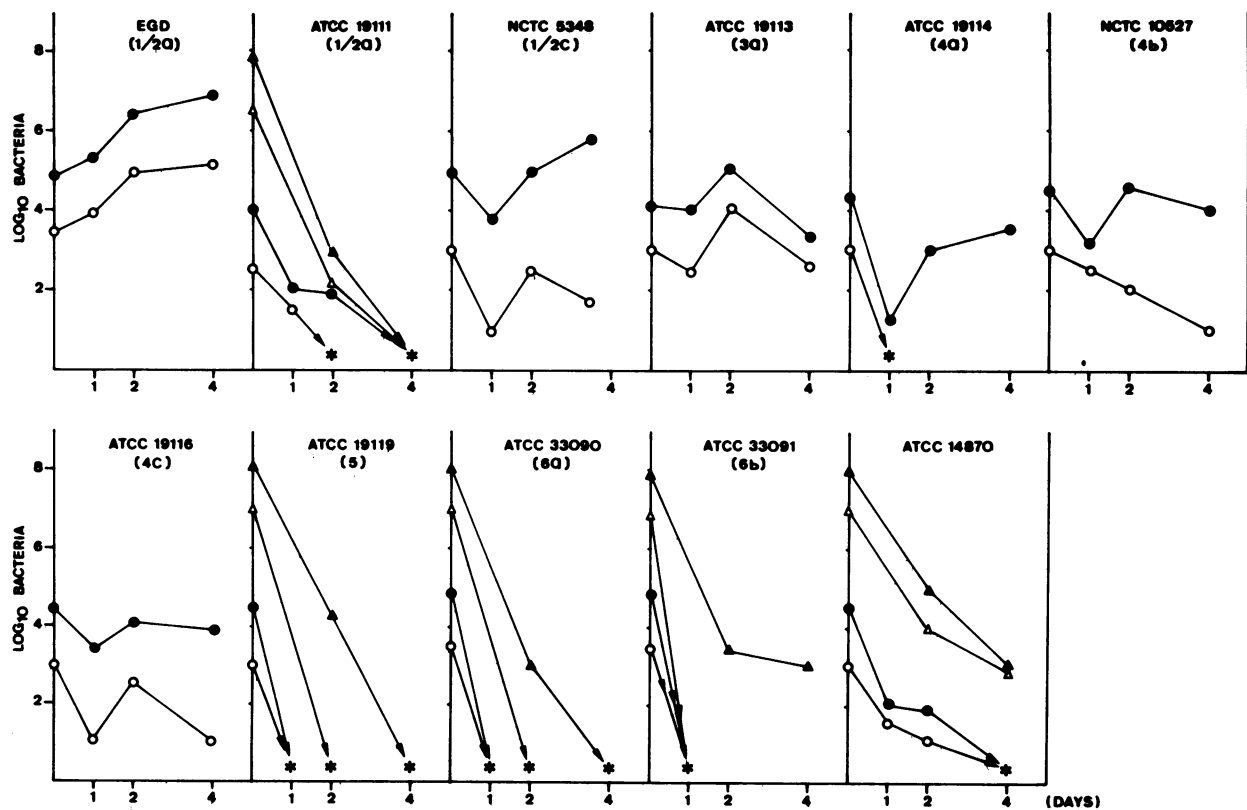 EGD
(1/2a)
ATCC 19111
(1/2a)
NCTC 5348
(1/2c)
ATCC 19113
(3a)
ATCC 19114
(4a)
NCTC 10527
(4b)
LOG10 BACTERIA
8
6
4
2
1 2 4
1 2 4
1 2 4
1 2 4
1 2 4
1 2 4
ATCC 19116
(4c)
ATCC 19119
(5)
ATCC 33090
(6a)
ATCC 33091
(6b)
ATCC 14870
LOG10 BACTERIA
8
6
4
2
1 2 4
1 2 4
1 2 4
1 2 4
1 2 4 (DAYS)